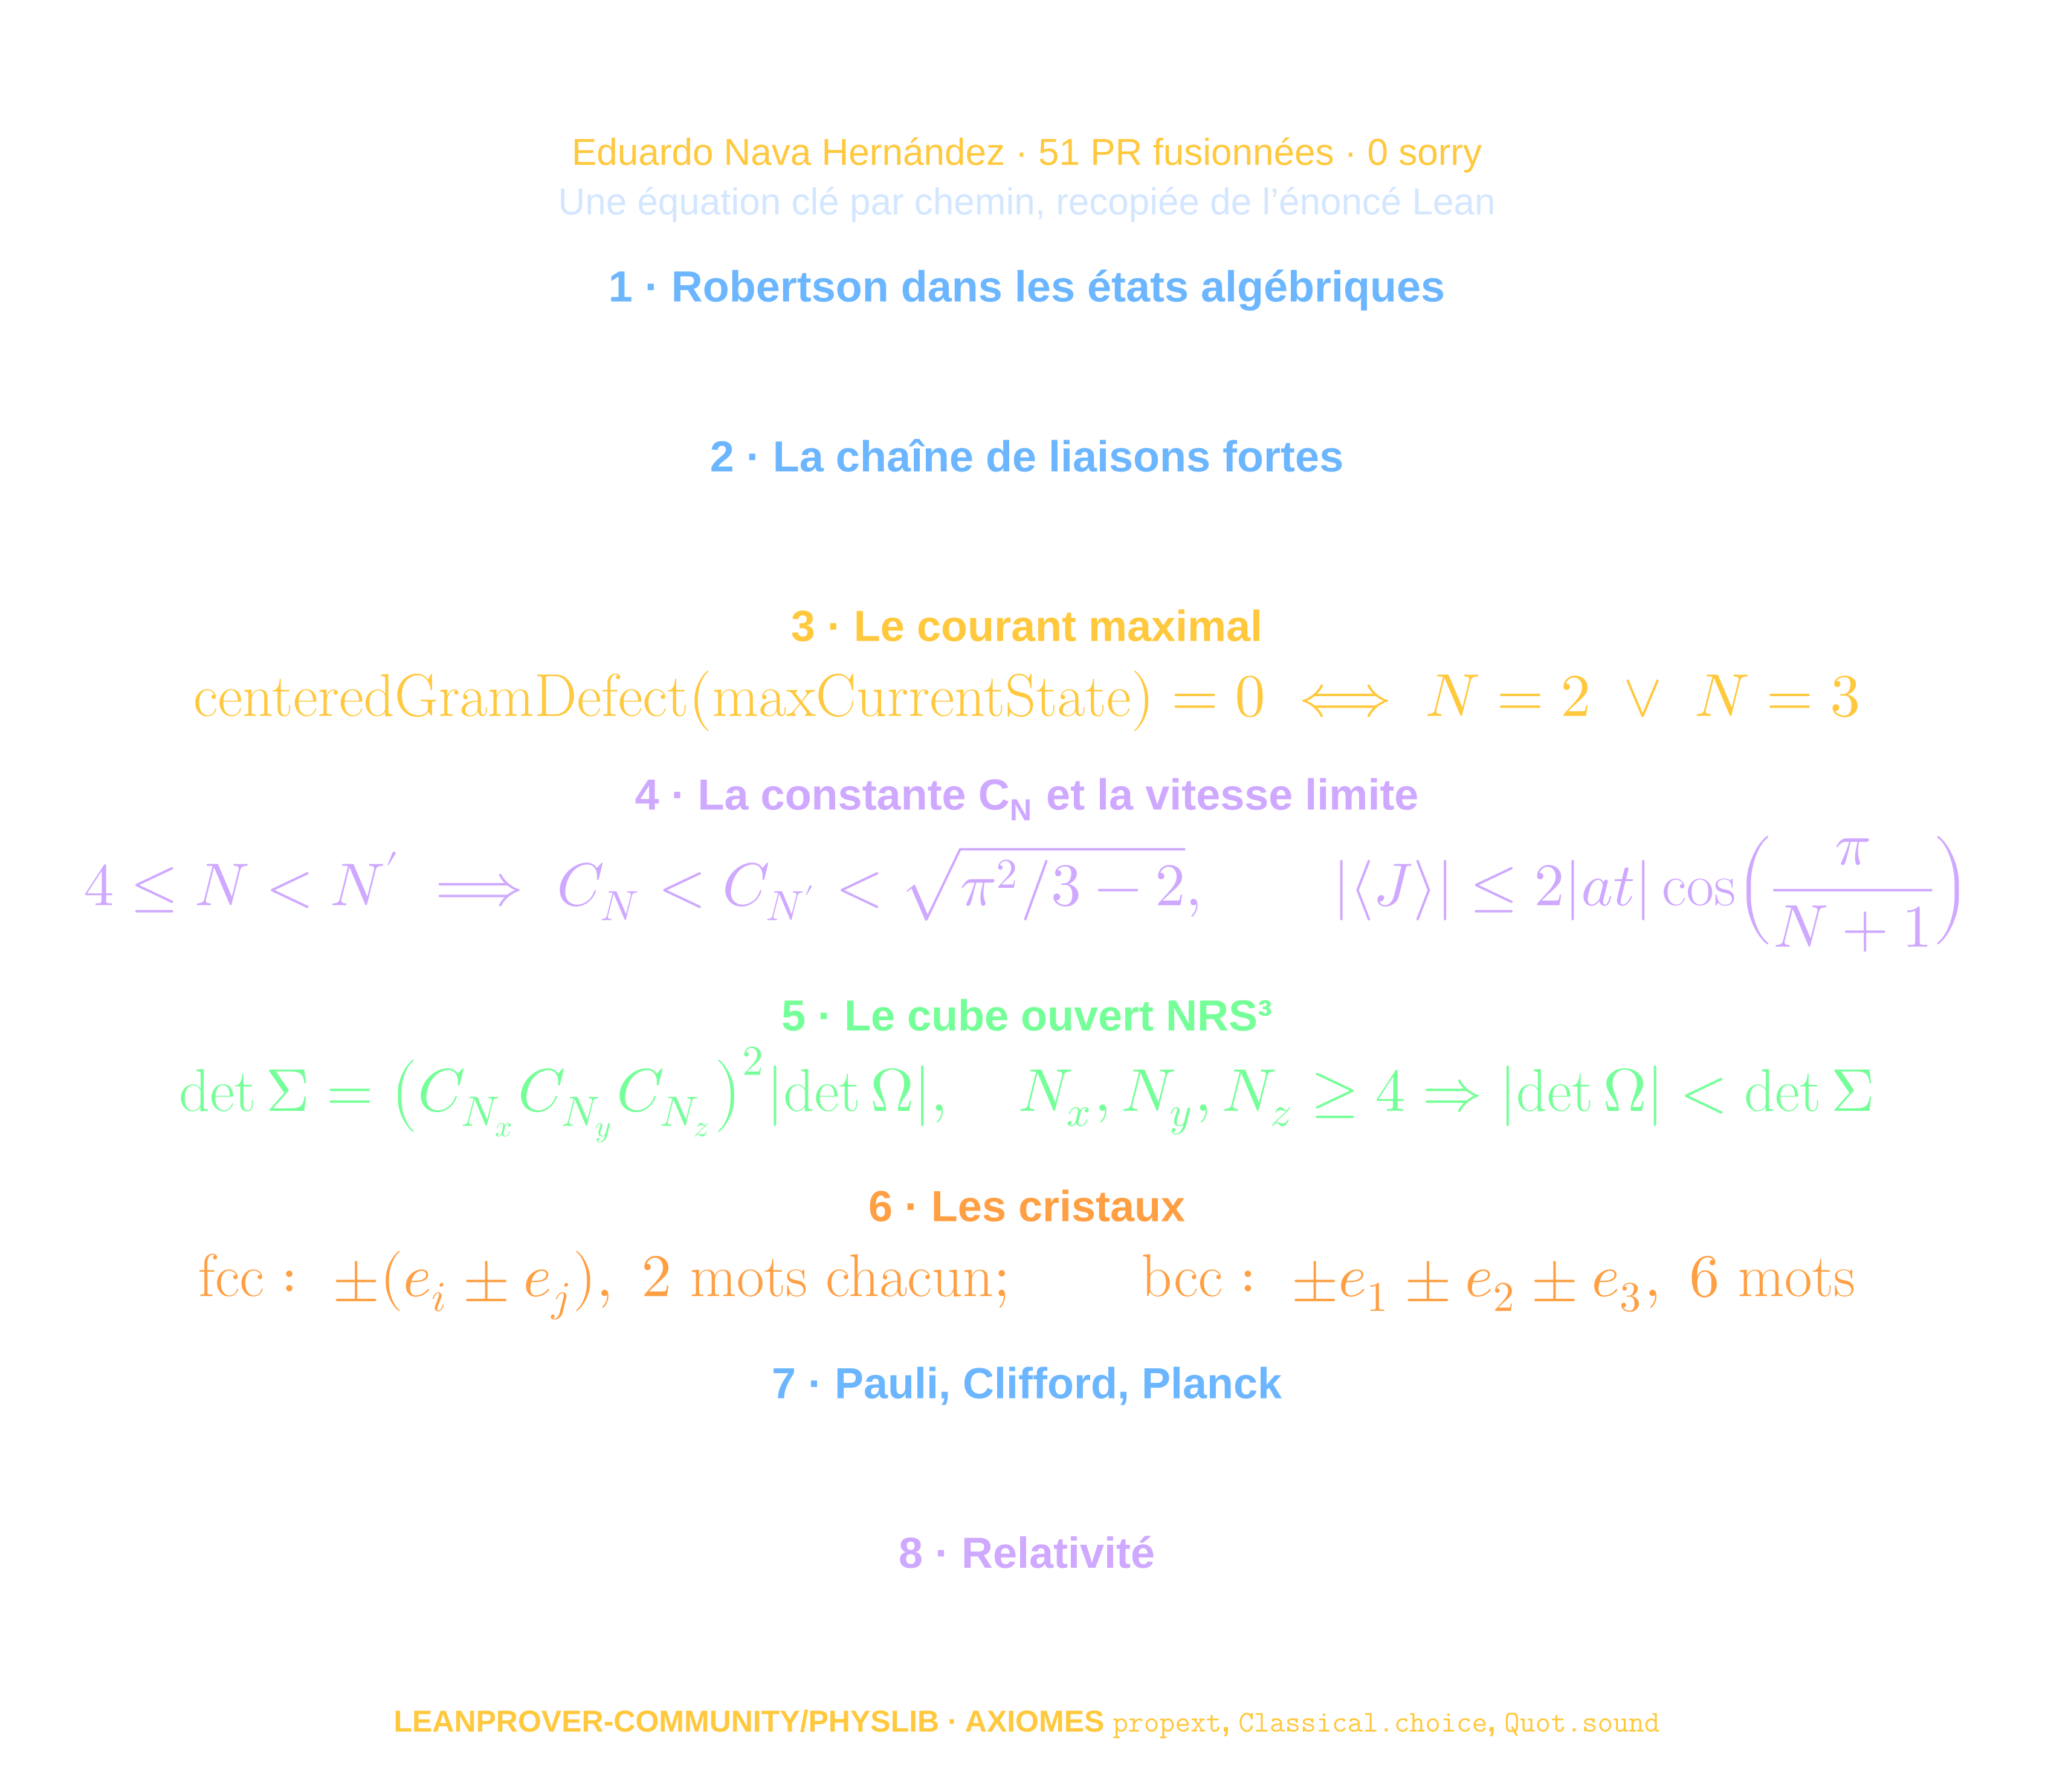 Eduardo Nava Hernández · 51 PR fusionnées · 0 sorry
Une équation clé par chemin, recopiée de l’énoncé Lean
1 · Robertson dans les états algébriques
2 · La chaîne de liaisons fortes
3 · Le courant maximal
centeredGramDefect(maxCurrentState) = 0 ⟺ N = 2 ∨ N = 3
4 · La constante C_N et la vitesse limite
4 ≤ N < N′ ⟹ C_N < C_{N′} < √(π²/3 − 2), |⟨J⟩| ≤ 2|at| cos(π/(N + 1))
5 · Le cube ouvert NRS³
det Σ = (C_{N_x} C_{N_y} C_{N_z})² |det Ω|, N_x, N_y, N_z ≥ 4 ⇒ |det Ω| < det Σ
6 · Les cristaux
fcc : ±(e_i ± e_j), 2 mots chacun; bcc : ±e_1 ± e_2 ± e_3, 6 mots
7 · Pauli, Clifford, Planck
8 · Relativité
LEANPROVER-COMMUNITY/PHYSLIB · AXIOMES propext, Classical.choice, Quot.sound